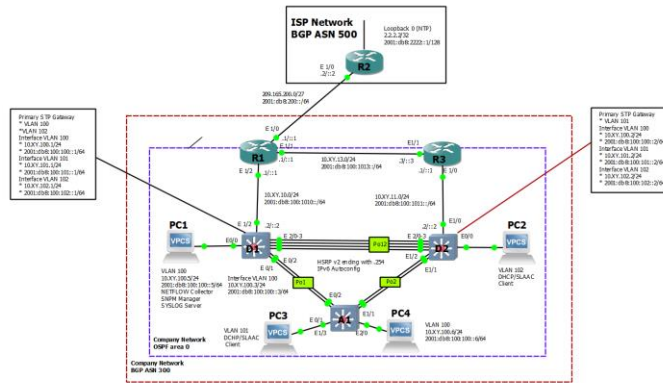 ISP Network
BGP ASN 500
Loopback 0 (NTP)
2.2.2.2/32
2001:db8:2222::1/128
R2
E 1/0
.2/::2
209.165.200.0/27
2001:db8:200::/64
Primary STP Gateway
* VLAN 100
*VLAN 102
Interface VLAN 100
* 10.XY.100.1/24
* 2001:db8:100:100::1/64
Interface VLAN 101
* 10.XY.101.1/24
* 2001:db8:100:101::1/64
Interface VLAN 102
* 10.XY.102.1/24
* 2001:db8:100:102::1/64
Primary STP Gateway
* VLAN 101
Interface VLAN 100
* 10.XY.100.2/24
* 2001:db8:100:100::2/64
Interface VLAN 101
* 10.XY.101.2/24
* 2001:db8:100:101::2/64
Interface VLAN 102
* 10.XY.102.2/24
* 2001:db8:100:102::2/64
E 1/0
.1/::1
R1
E 1/1
.1/::1
E 1/2
.1/::1
10.XY.13.0/24
2001:db8:100:1013::/64
E1/1
.3/::3
R3
E 1/0
10.XY.10.0/24
2001:db8:100:1010::/64
10.XY.11.0/24
2001:db8:100:1011::/64
E 1/2
.2/::2
E1/0
.2/::2
PC1
VPCS
E0/0
D1
E 2/0-3
Po12
E 2/0-3
D2
E0/0
PC2
VPCS
VLAN 100
10.XY.100.5/24
2001:db8:100:100::5/64
NETFLOW Collector
SYSLOG Server
E 0/1
E 0/2
Interface VLAN 100
10.XY.100.3/24
2001:db8:100:100::3/64
HSRP v2 ending with .254
IPv6 Autoconfig
E1/2
E1/1
VLAN 102
DHCP/SLAAC
Client
Po1
Po2
E0/2
A1
E1/1
PC3
VPCS
E 0/1
E1/3
E2/0
PC4
VPCS
VLAN 101
DCHP/SLAAC
Client
VLAN 100
10.XY.100.6/24
2001:db8:100:100::6/64
Company Network
OSPF area 0
Company Network
BGP ASN 300